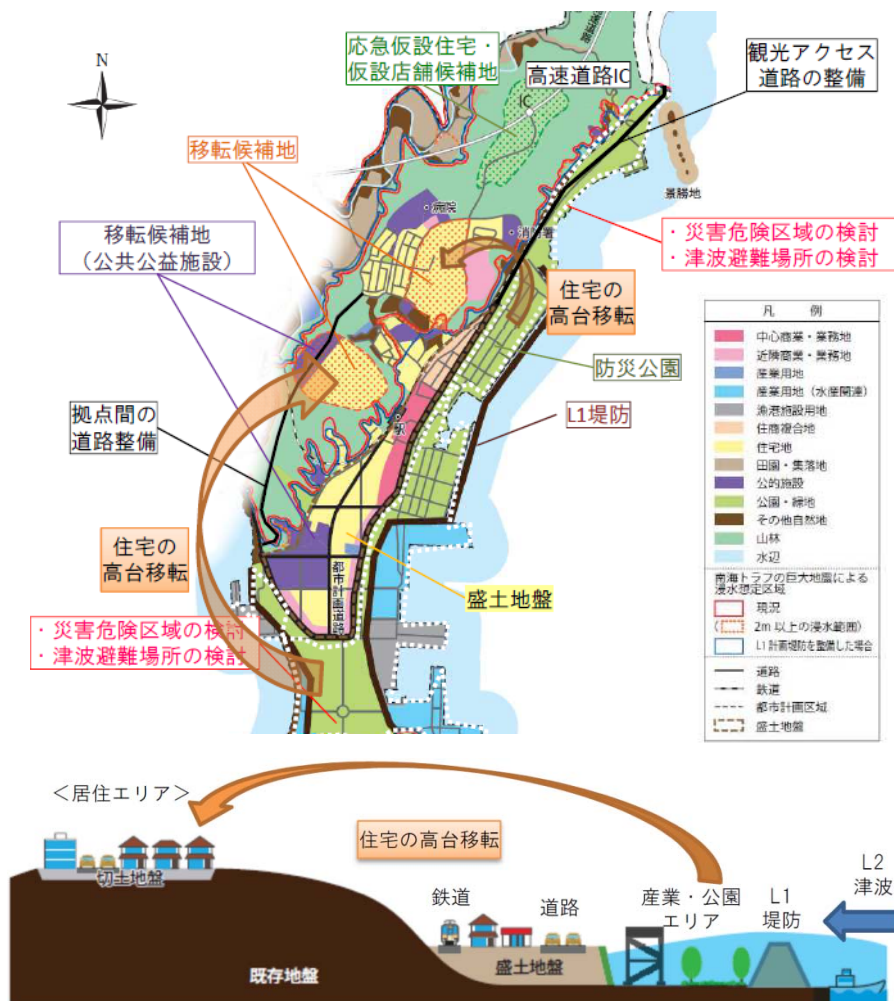 N
応急仮設住宅・
仮設店舗候補地
高速道路IC
IC
観光アクセス
道路の整備
景勝地
移転候補地
・病院
・消防署
移転候補地
（公共公益施設）
・災害危険区域の検討
・津波避難場所の検討
住宅の
高台移転
防災公園
L1堤防
・駅
拠点間の
道路整備
住宅の
高台移転
都市計画道路
盛土地盤
・災害危険区域の検討
・津波避難場所の検討
凡　例
中心商業・業務地
近隣商業・業務地
産業用地
産業用地（水産関連）
漁港施設用地
住商複合地
住宅地
田園・集落地
公的施設
公園・緑地
その他自然地
山林
水辺
南海トラフの巨大地震による
浸水想定区域
現況
（　2m以上の浸水範囲）
L1計画堤防を整備した場合
道路
鉄道
都市計画区域
盛土地盤
＜居住エリア＞
住宅の高台移転
切土地盤
鉄道
道路
産業・公園
エリア
L1
堤防
L2
津波
既存地盤
盛土地盤